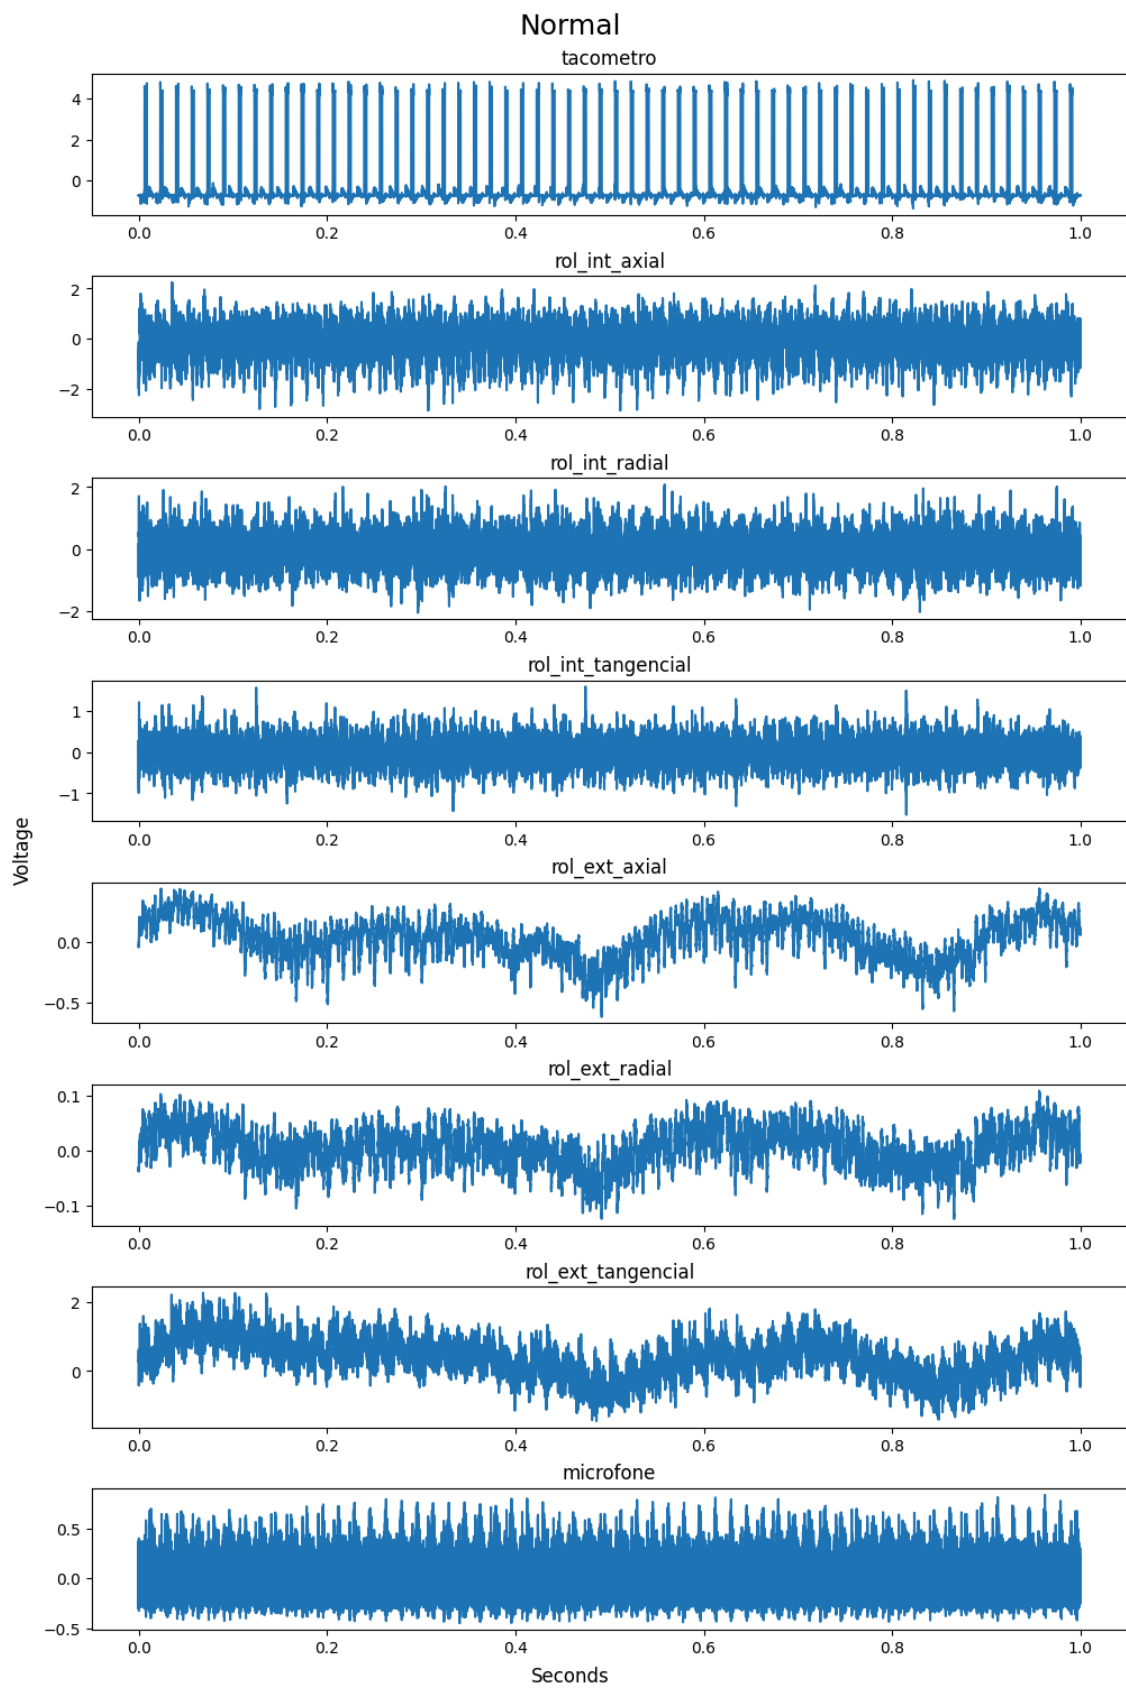 Normal
tacometro
4
2
0
0.0 0.2 0.4 0.6 0.8 1.0
rol_int_axial
2
0
−2
0.0 0.2 0.4 0.6 0.8 1.0
rol_int_radial
2
0
−2
0.0 0.2 0.4 0.6 0.8 1.0
rol_int_tangencial
1
0
−1
0.0 0.2 0.4 0.6 0.8 1.0
Voltage
rol_ext_axial
0.0
−0.5
0.0 0.2 0.4 0.6 0.8 1.0
rol_ext_radial
0.1
0.0
−0.1
0.0 0.2 0.4 0.6 0.8 1.0
rol_ext_tangencial
2
0
0.0 0.2 0.4 0.6 0.8 1.0
microfone
0.5
0.0
−0.5
0.0 0.2 0.4 0.6 0.8 1.0
Seconds